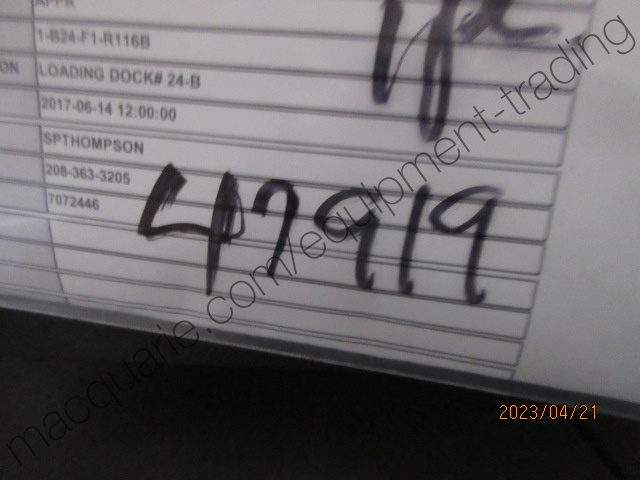 1-B24-F1-R116B
ON LOADING DOCK# 24-B
2017-06-14 12:00:00
SPTHOMPSON
208-363-3205
7072446
47919
macquarie.com/equipment-trading
2023/04/21